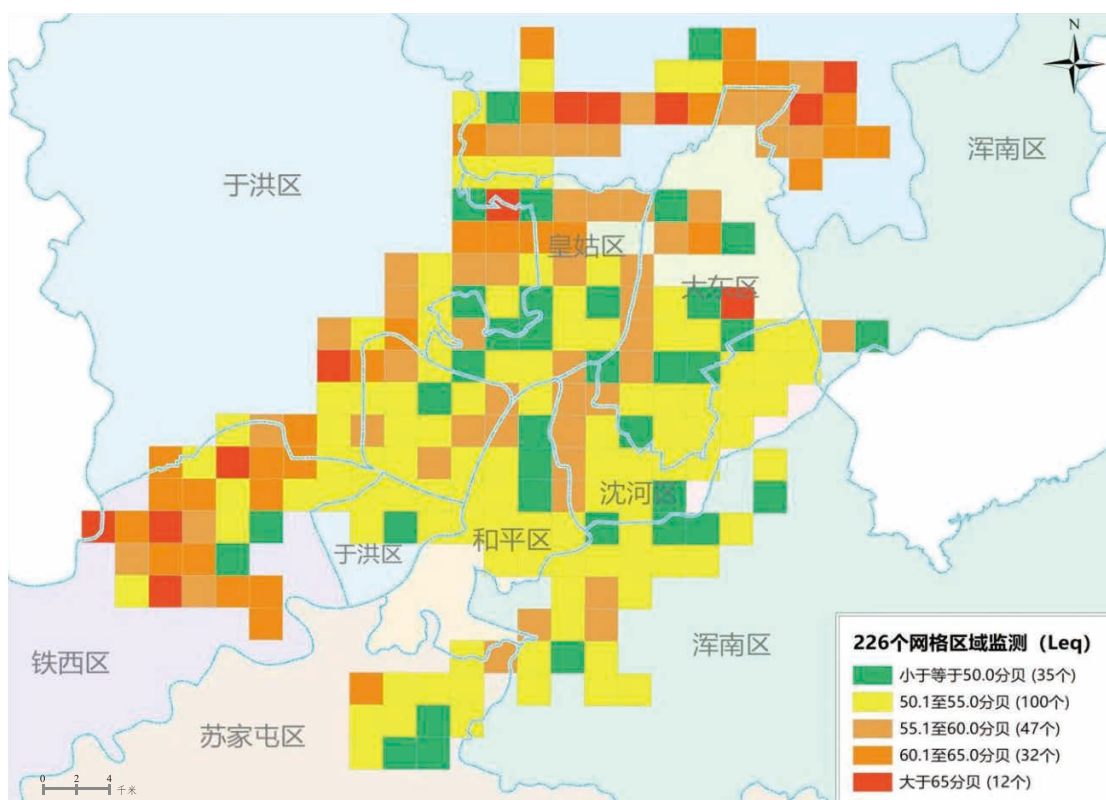 N
浑南区
于洪区
皇姑区
大东区
沈河区
和平区
于洪区
浑南区
铁西区
苏家屯区
226个网格区域监测（Leq）
小于等于50.0分贝 (35个)
50.1至55.0分贝 (100个)
55.1至60.0分贝 (47个)
60.1至65.0分贝 (32个)
大于65分贝 (12个)
0 2 4
千米